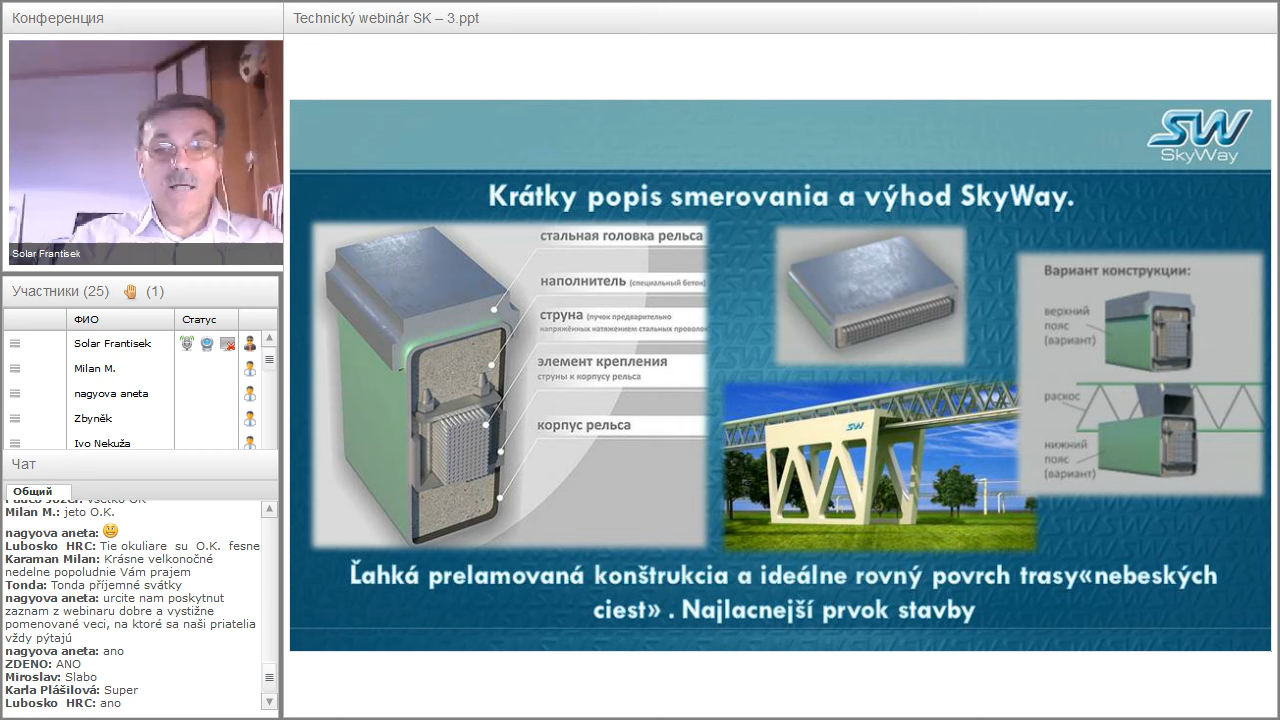 Конференция
Technický webinár SK – 3.ppt
Solar Frantisek
Участники (25) (1)
ФИО Статус
Solar Frantisek
Milan M.
nagyova aneta
Zbyněk
Ivo Nekuža
Чат
Общий
Milan M.: jeto O.K.
nagyova aneta:
Lubosko HRC: Tie okuliare su O.K. fesne
Karaman Milan: Krásne velkonočné
nedelne popoludnie Vám prajem
Tonda: Tonda příjemné svátky
nagyova aneta: urcite nam poskytnut
zaznam z webinaru dobre a vystižne
pomenované veci, na ktoré sa naši priatelia
vždy pýtajú
nagyova aneta: ano
ZDENO: ANO
Miroslav: Slabo
Karla Plášilová: Super
Lubosko HRC: ano
SW
SkyWay
Krátky popis smerovania a výhod SkyWay.
стальная головка рельса
наполнитель (специальный бетон)
струна (пучок предварительно
напряжённых натяжением стальных проволок
элемент крепления
струны к корпусу рельса
корпус рельса
SW
Вариант конструкции:
верхний
пояс
(вариант)
раскос
нижний
пояс
(вариант)
Ľahká prelamovaná konštrukcia a ideálne rovný povrch trasy«nebeských
ciest» . Najlacnejší prvok stavby